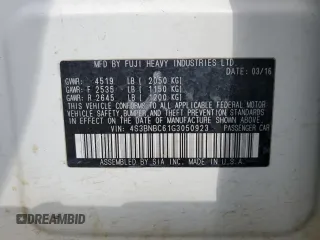 MFD BY FUJI HEAVY INDUSTRIES LTD.
DATE: 03/16
GVWR: 4519 LB ( 2050 KG)
GAWR: F 2535 LB ( 1150 KG)
GAWR: R 2645 LB ( 1200 KG)
THIS VEHICLE CONFORMS TO ALL APPLICABLE
FEDERAL MOTOR VEHICLE SAFETY, BUMPER, AND
THEFT PREVENTION STANDARDS IN EFFECT ON THE
DATE OF MANUFACTURE SHOWN ABOVE.
VIN: 4S3BNBC61G3050923 PASSENGER CAR
ASSEMBLED BY SIA INC. MADE IN U.S.A.
DREAMBID